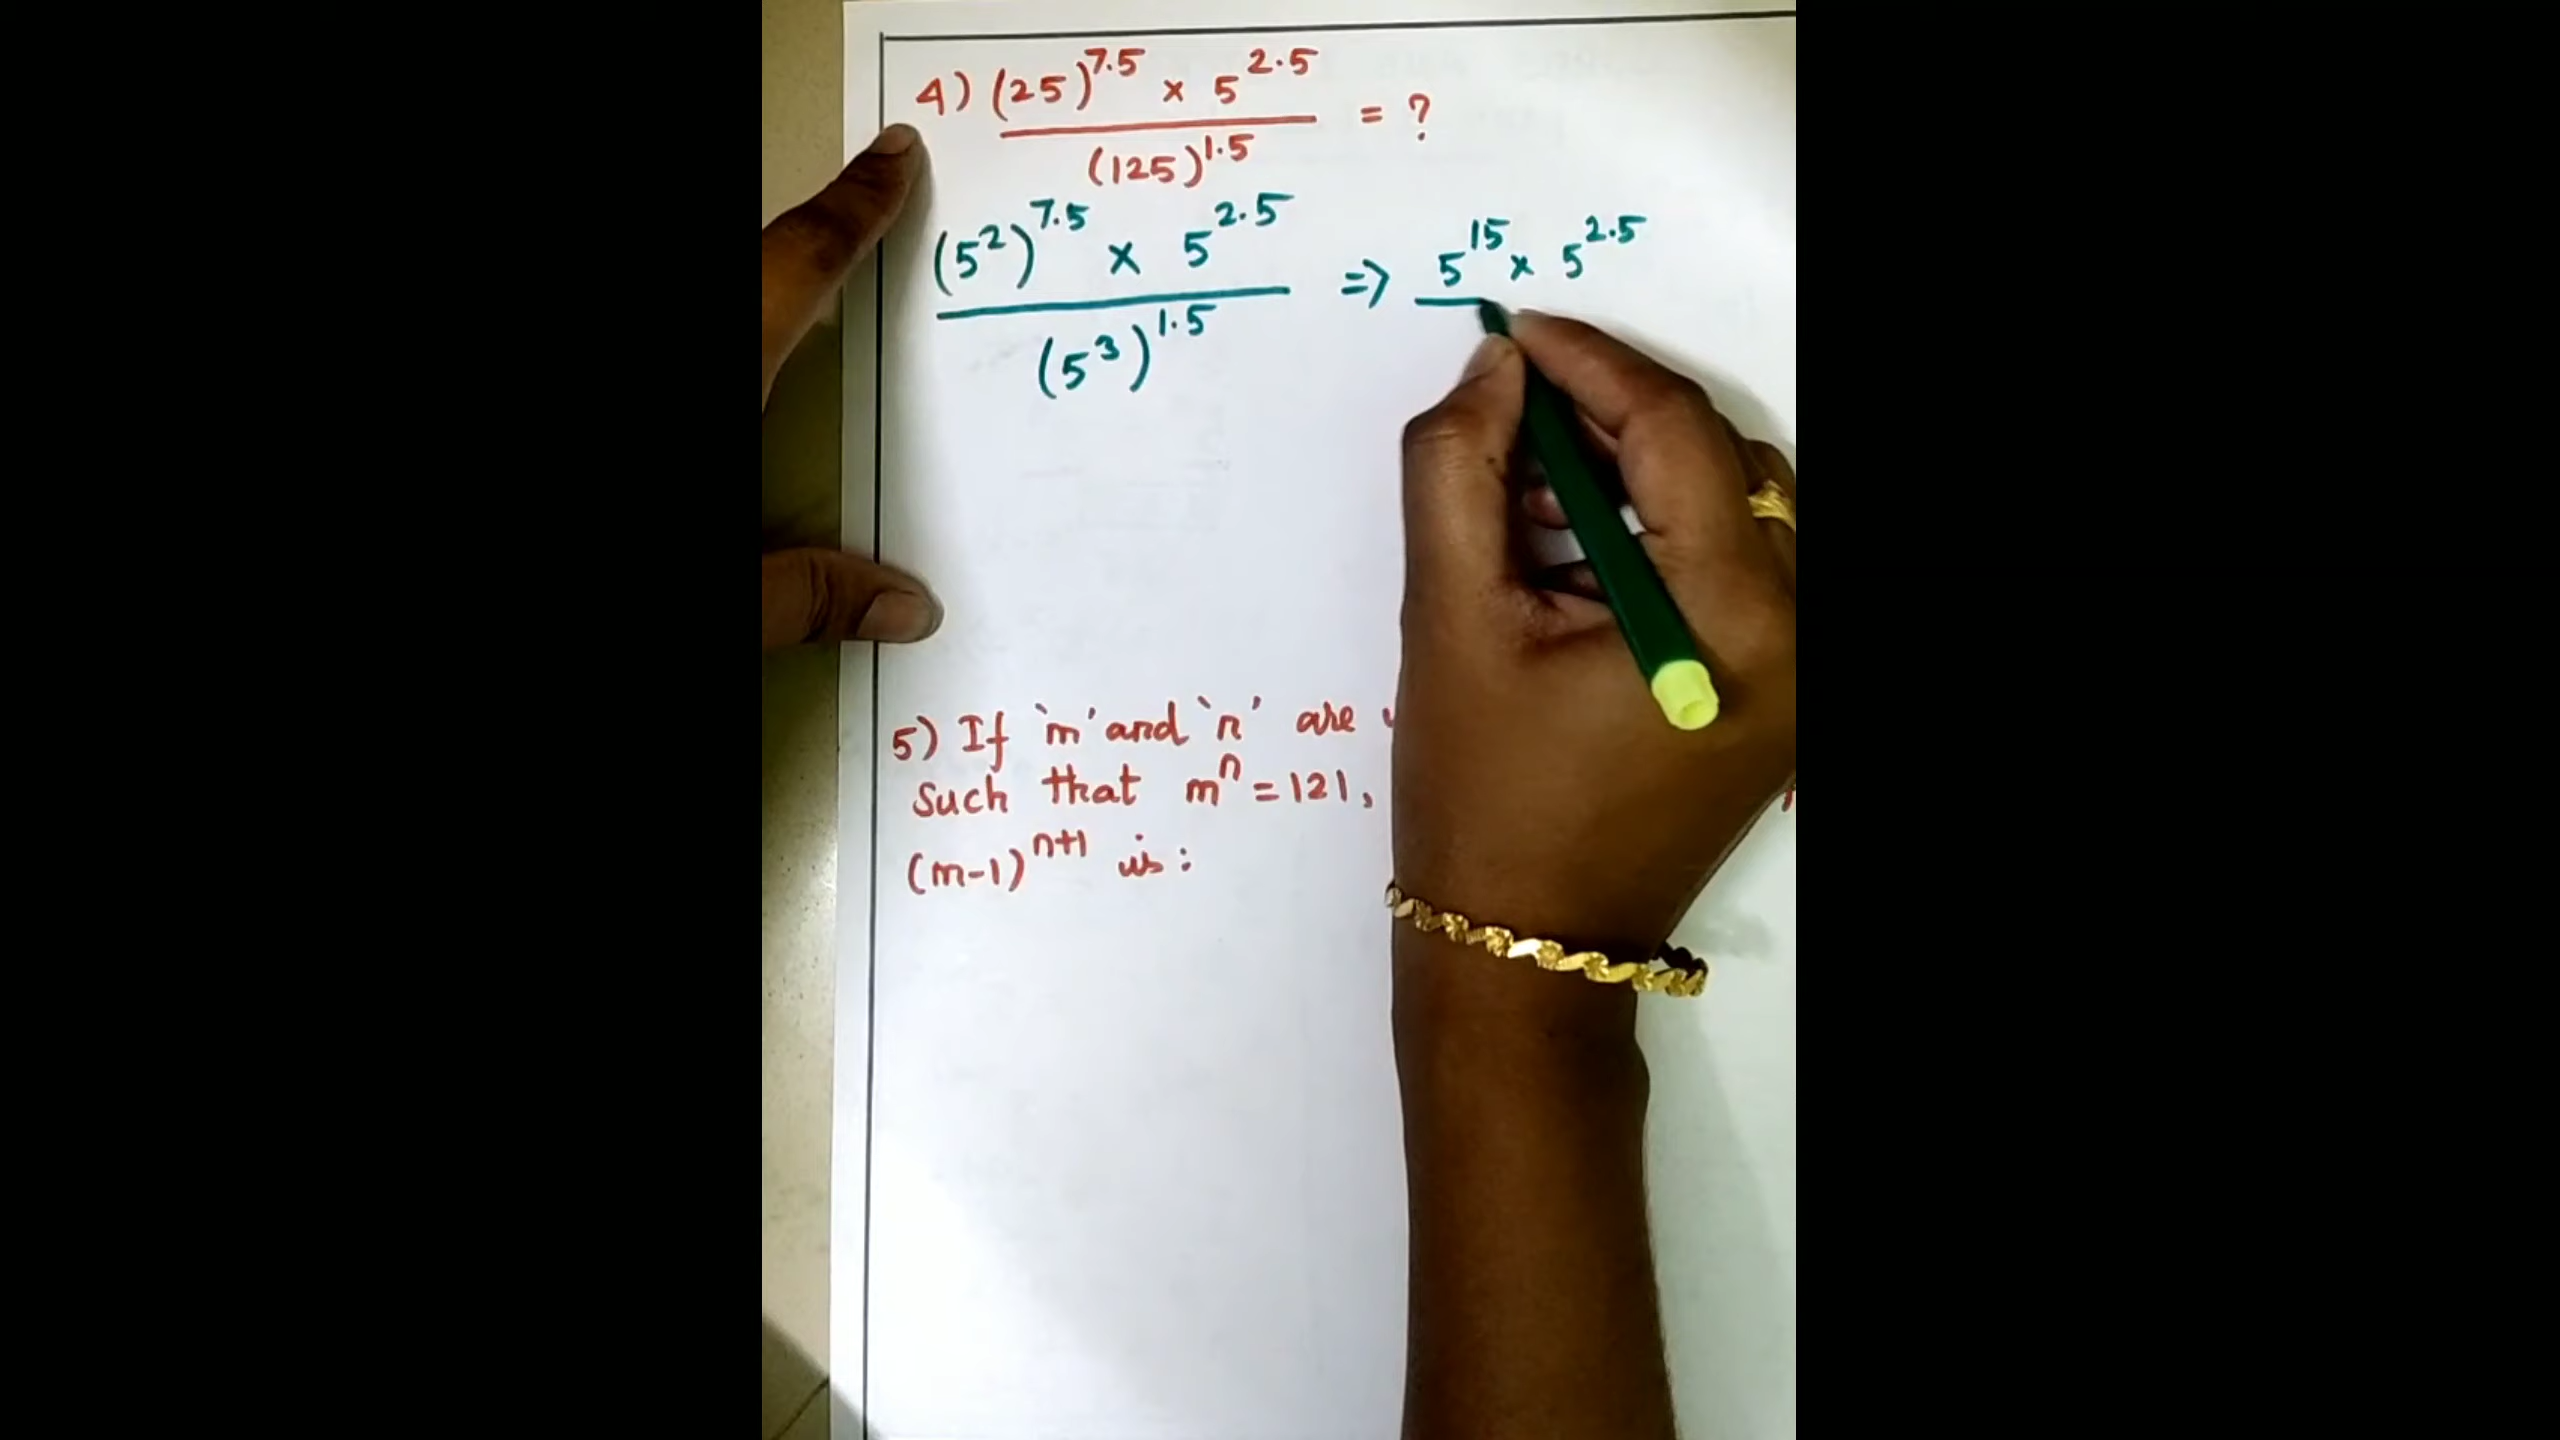 4) (25)^7.5 × 5^2.5 / (125)^1.5 = ?
(5^2)^7.5 × 5^2.5 / (5^3)^1.5 => 5^15 × 5^2.5
5) If `m' and `n' are
such that m^n = 121,
(m-1)^n+1 is: